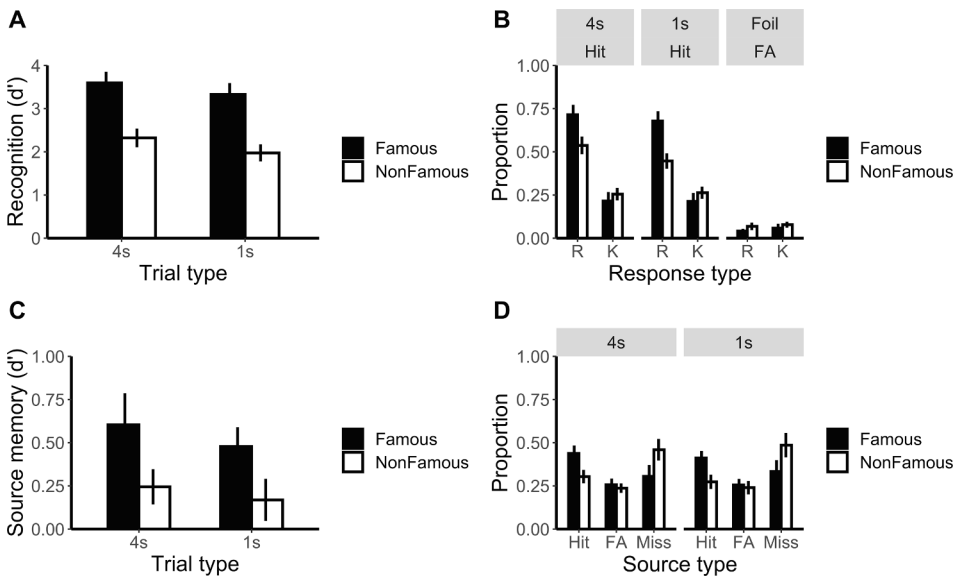 A
Recognition (d')
4
3
2
1
0
4s 1s
Trial type
Famous
NonFamous
B
4s 1s Foil
Hit Hit FA
Proportion
1.00
0.75
0.50
0.25
0.00
R K R K R K
Response type
Famous
NonFamous
C
Source memory (d')
1.00
0.75
0.50
0.25
0.00
4s 1s
Trial type
Famous
NonFamous
D
4s 1s
Proportion
1.00
0.75
0.50
0.25
0.00
Hit FA Miss Hit FA Miss
Source type
Famous
NonFamous